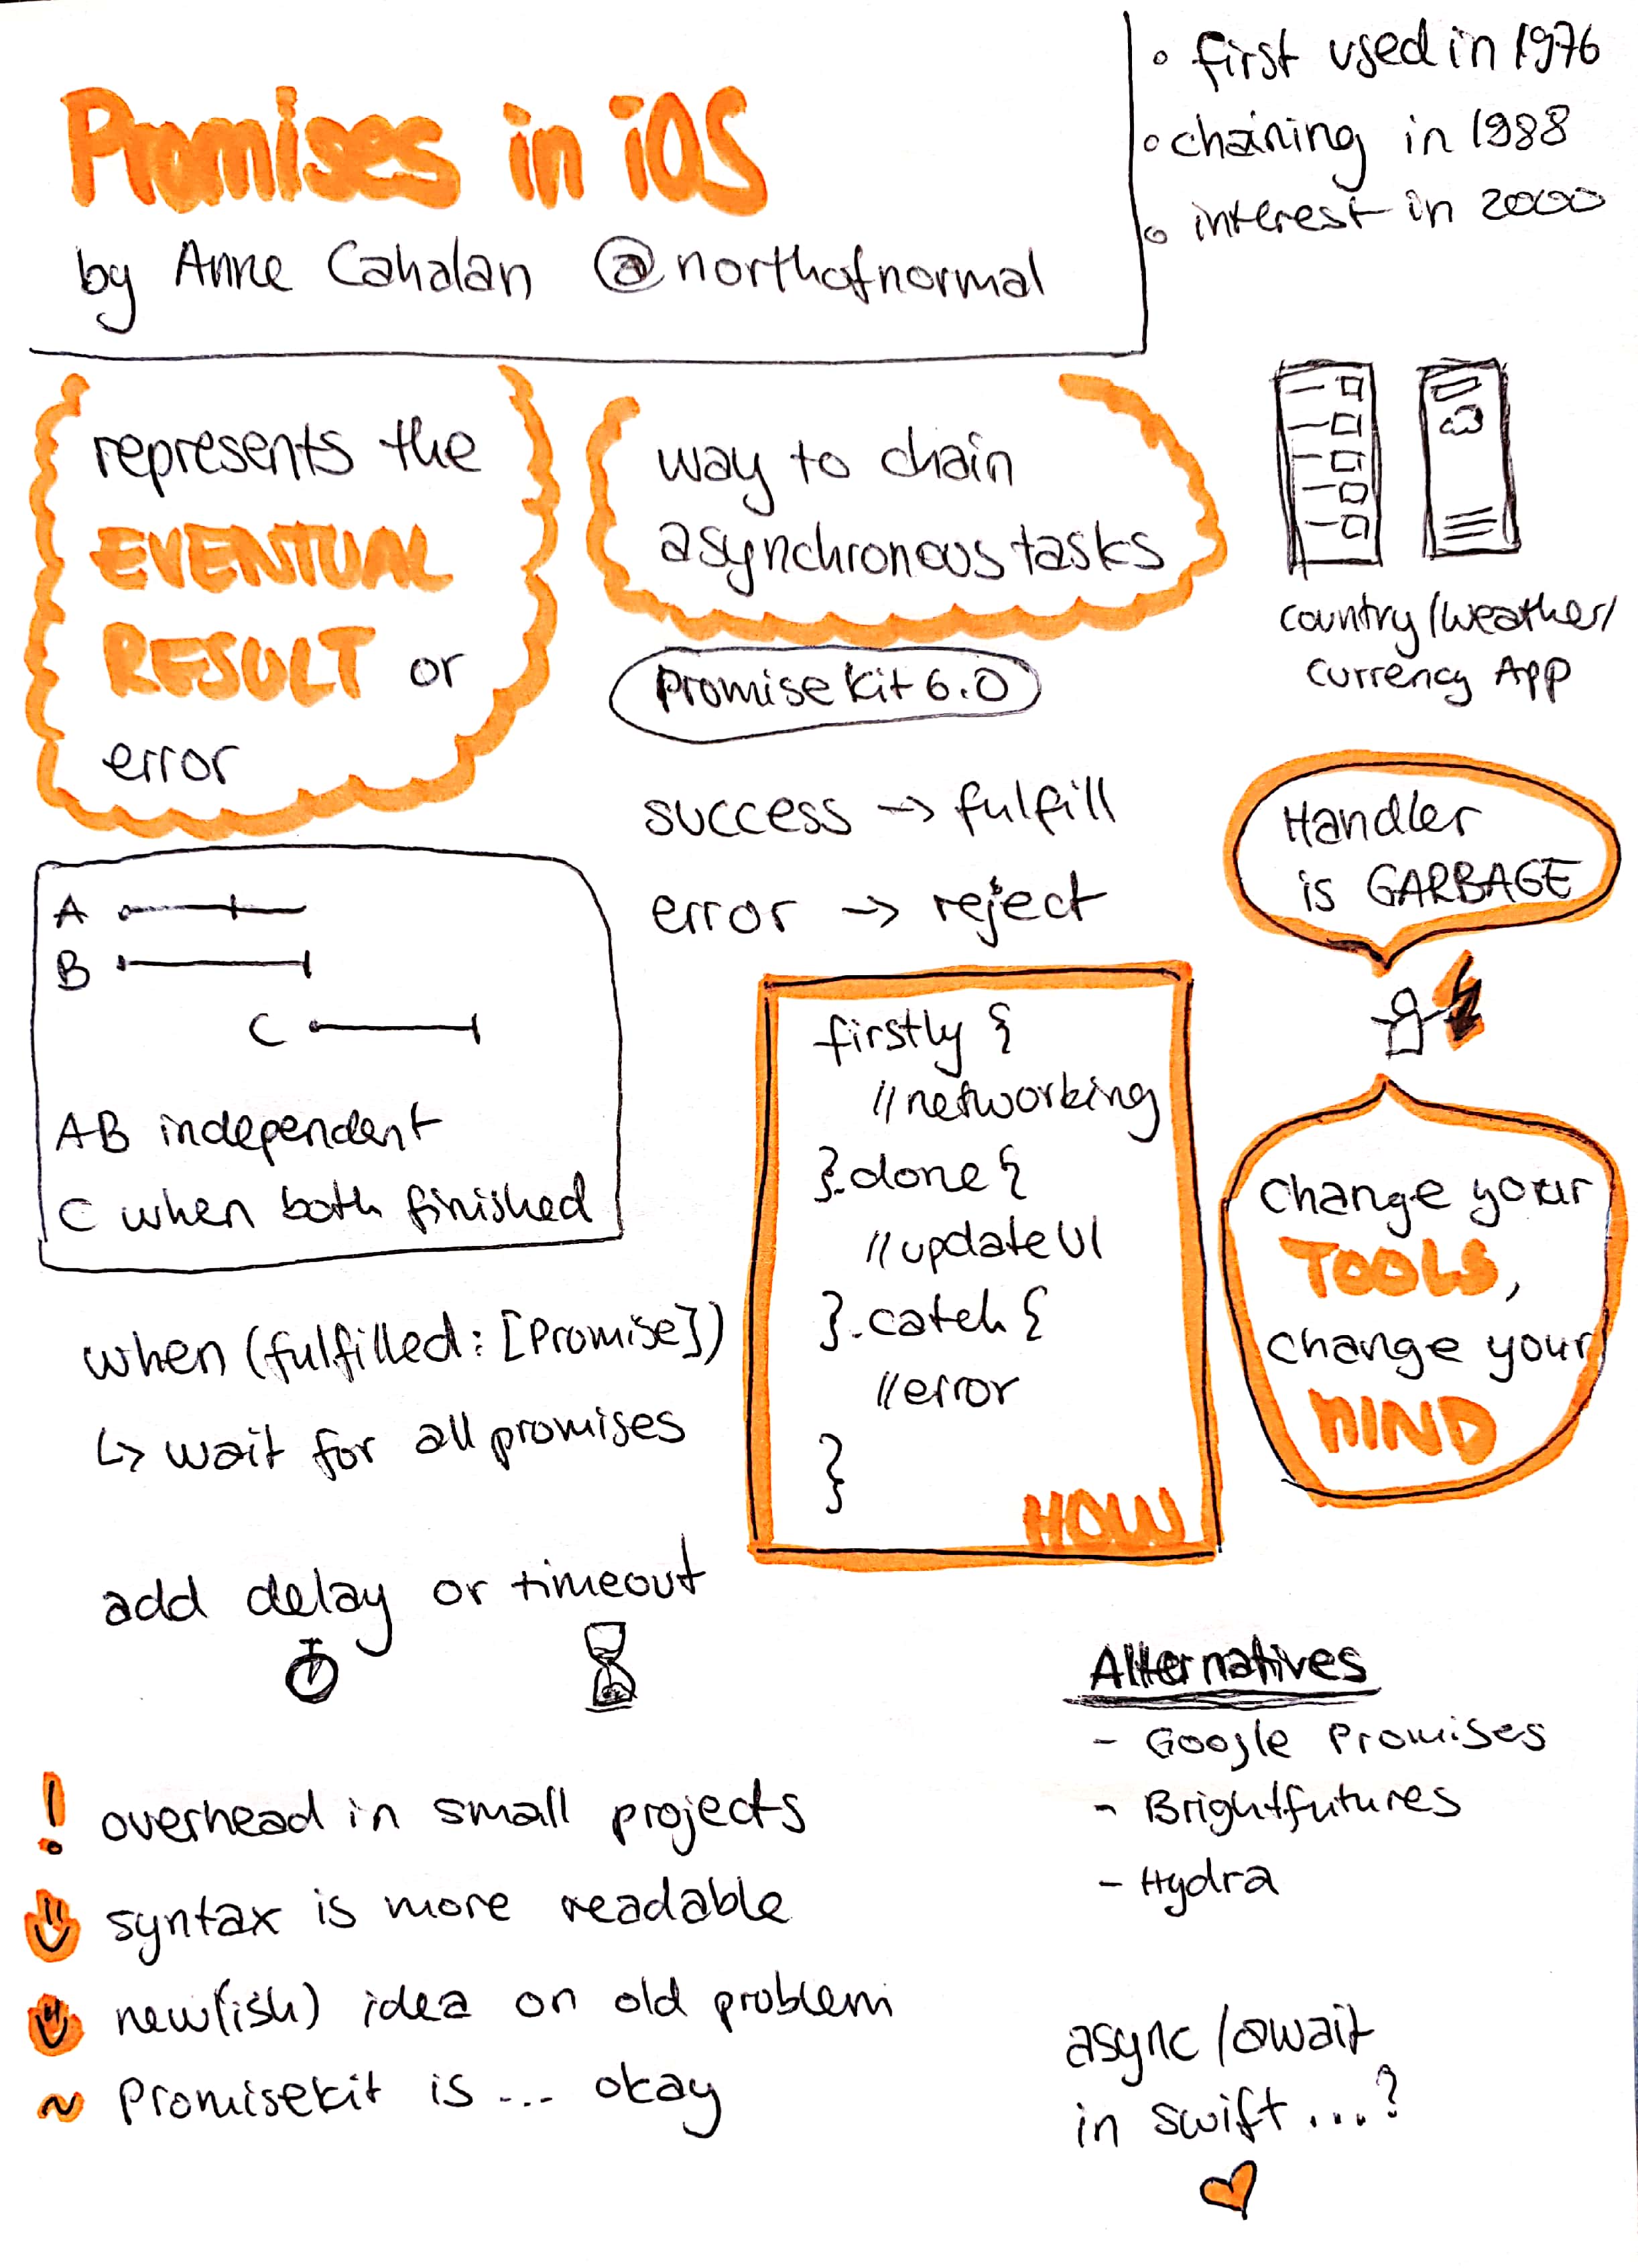 Promises in iOS
by Anne Cahalan @northofnormal
◦ first used in 1976
◦ chaining in 1988
◦ interest in 2000
represents the
EVENTUAL
RESULT or
error
way to chain
asynchronous tasks
PromiseKit 6.0
country/weather/
currency App
success -> fulfill
error -> reject
Handler
is GARBAGE
A
B
C
AB independent
C when both finished
firstly {
//networking
}.done {
//updateUI
}.catch {
//error
}
HOW
change your
TOOLS,
change your
MIND
when (fulfilled: [Promise])
↳ wait for all promises
add delay or timeout
Alternatives
- Google Promises
- Brightfutures
- Hydra
! overhead in small projects
syntax is more readable
new(ish) idea on old problem
~ Promisekit is ... okay
async/await
in swift ...?